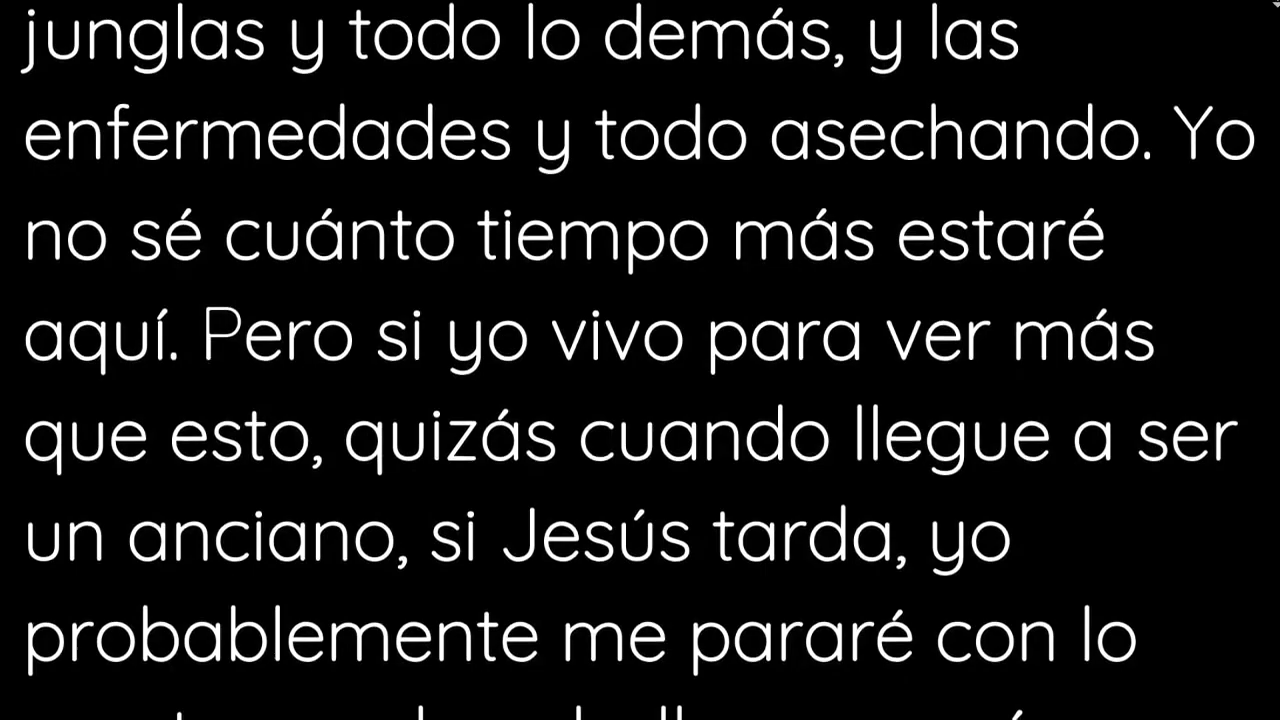 junglas y todo lo demás, y las
enfermedades y todo asechando. Yo
no sé cuánto tiempo más estaré
aquí. Pero si yo vivo para ver más
que esto, quizás cuando llegue a ser
un anciano, si Jesús tarda, yo
probablemente me pararé con lo